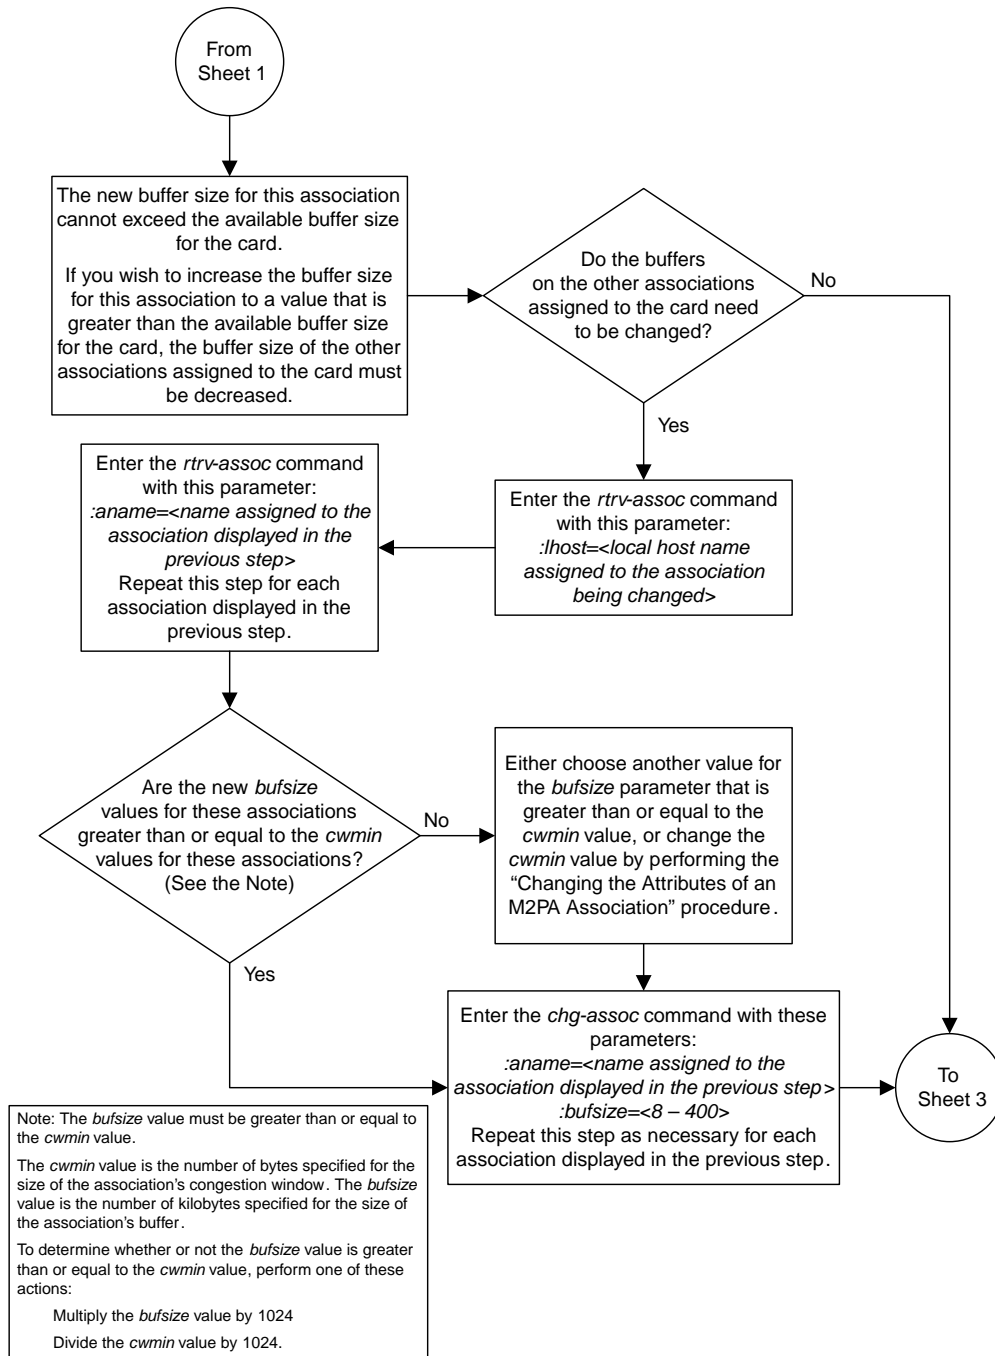 From
Sheet 1
The new buffer size for this association
cannot exceed the available buffer size
for the card.
If you wish to increase the buffer size
for this association to a value that is
greater than the available buffer size
for the card, the buffer size of the other
associations assigned to the card must
be decreased.
Do the buffers
on the other associations
assigned to the card need
to be changed?
No
Yes
Enter the rtrv-assoc command
with this parameter:
:lhost=<local host name
assigned to the association
being changed>
Enter the rtrv-assoc command
with this parameter:
:aname=<name assigned to the
association displayed in the
previous step>
Repeat this step for each
association displayed in the
previous step.
Are the new bufsize
values for these associations
greater than or equal to the cwmin
values for these associations?
(See the Note)
No
Yes
Either choose another value for
the bufsize parameter that is
greater than or equal to the
cwmin value, or change the
cwmin value by performing the
“Changing the Attributes of an
M2PA Association” procedure.
Enter the chg-assoc command with these
parameters:
:aname=<name assigned to the
association displayed in the previous step>
:bufsize=<8 – 400>
Repeat this step as necessary for each
association displayed in the previous step.
To
Sheet 3
Note: The bufsize value must be greater than or equal to
the cwmin value.
The cwmin value is the number of bytes specified for the
size of the association’s congestion window. The bufsize
value is the number of kilobytes specified for the size of
the association’s buffer.
To determine whether or not the bufsize value is greater
than or equal to the cwmin value, perform one of these
actions:
Multiply the bufsize value by 1024
Divide the cwmin value by 1024.